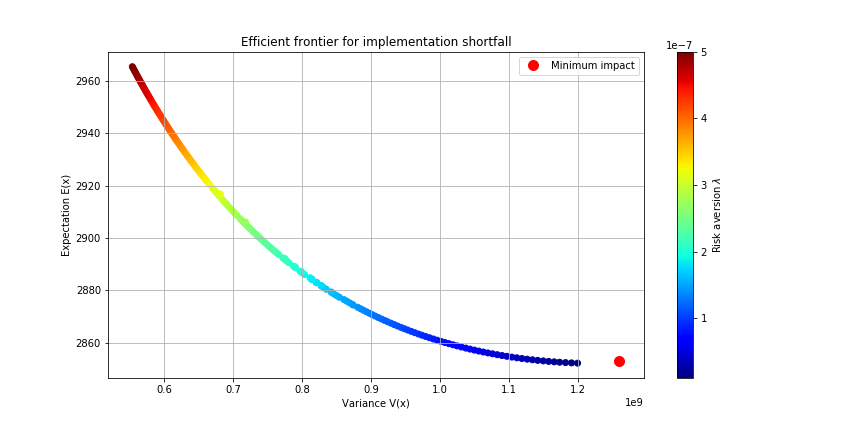 Efficient frontier for implementation shortfall
1e−7
Minimum impact
5
4
3
2
1
Risk aversion λ
2960
2940
2920
2900
2880
2860
Expectation E(x)
0.6 0.7 0.8 0.9 1.0 1.1 1.2
Variance V(x)
1e9